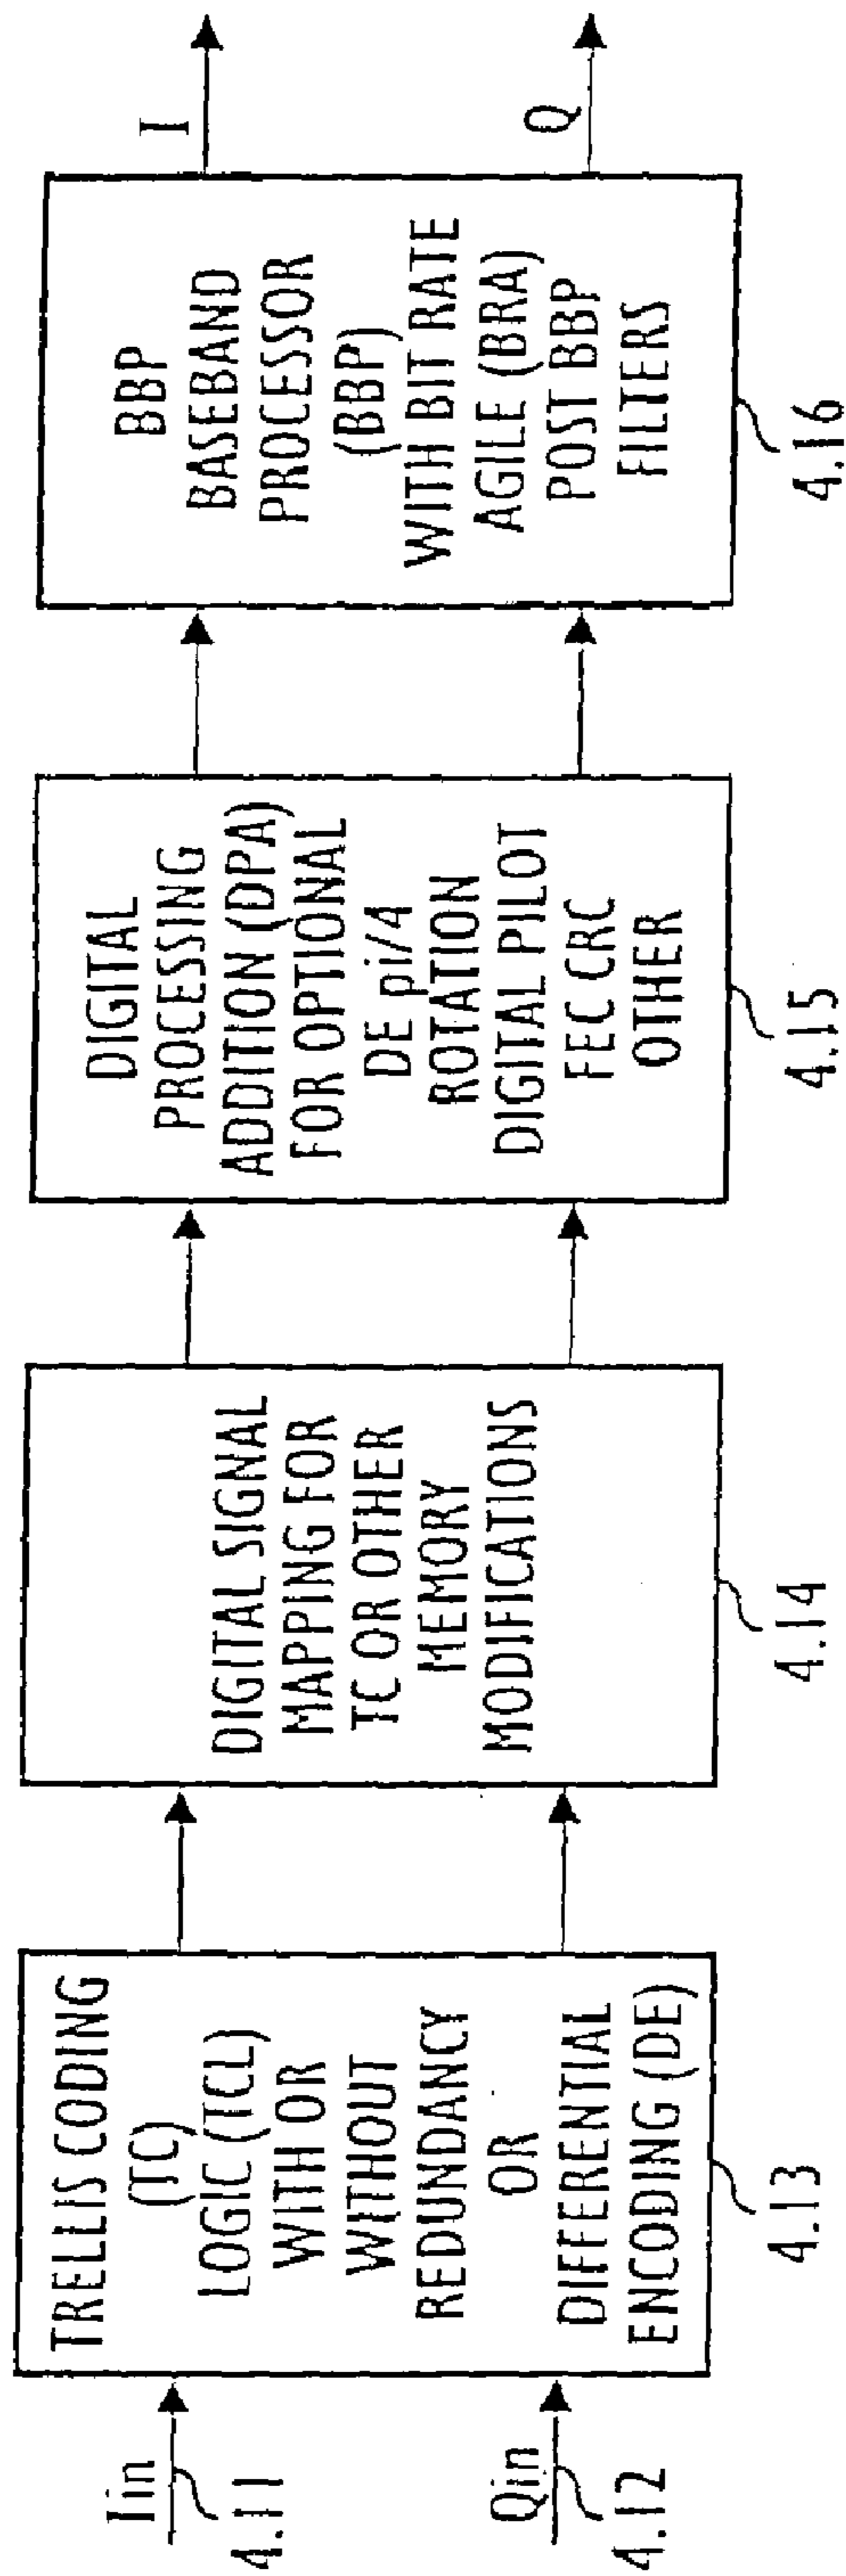 Iin
4.11
Qin
4.12
TRELLIS CODING
(TC)
LOGIC (TCL)
WITH OR
WITHOUT
REDUNDANCY
OR
DIFFERENTIAL
ENCODING (DE)
4.13
DIGITAL SIGNAL
MAPPING FOR
TC OR OTHER
MEMORY
MODIFICATIONS
4.14
DIGITAL
PROCESSING
ADDITION (DPA)
FOR OPTIONAL
DE pi/4
ROTATION
DIGITAL PILOT
FEC CRC
OTHER
4.15
BBP
BASEBAND
PROCESSOR
(BBP)
WITH BIT RATE
AGILE (BRA)
POST BBP
FILTERS
4.16
I
Q